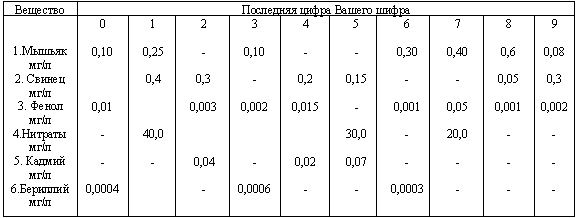 Вещество Последняя цифра Вашего шифра
0 1 2 3 4 5 6 7 8 9
1.Мышьяк 0,10 0,25 - 0,10 - - 0,30 0,40 0,6 0,08
мг/л
2. Свинец 0,4 0,3 - 0,2 0,15 - - 0,05 0,3
мг/л
3. Фенол 0,01 0,003 0,002 0,015 - 0,001 0,05 0,001 0,002
мг/л
4.Нитраты - 40,0 - 30,0 - 20,0 - -
мг/л
5. Кадмий - - 0,04 - 0,02 0,07 - - -
мг/л
6.Бериллий 0,0004 - 0,0006 - 0,0003 - - -
мг/л